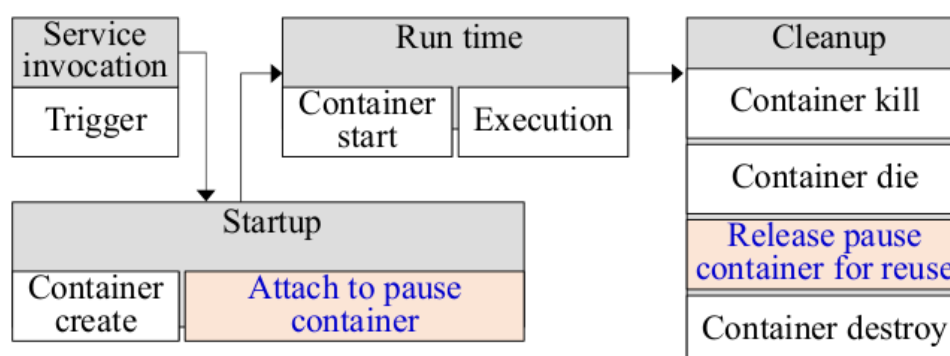 Service
invocation
Trigger
Startup
Container
create
Attach to pause
container
Run time
Container
start
Execution
Cleanup
Container kill
Container die
Release pause
container for reuse
Container destroy